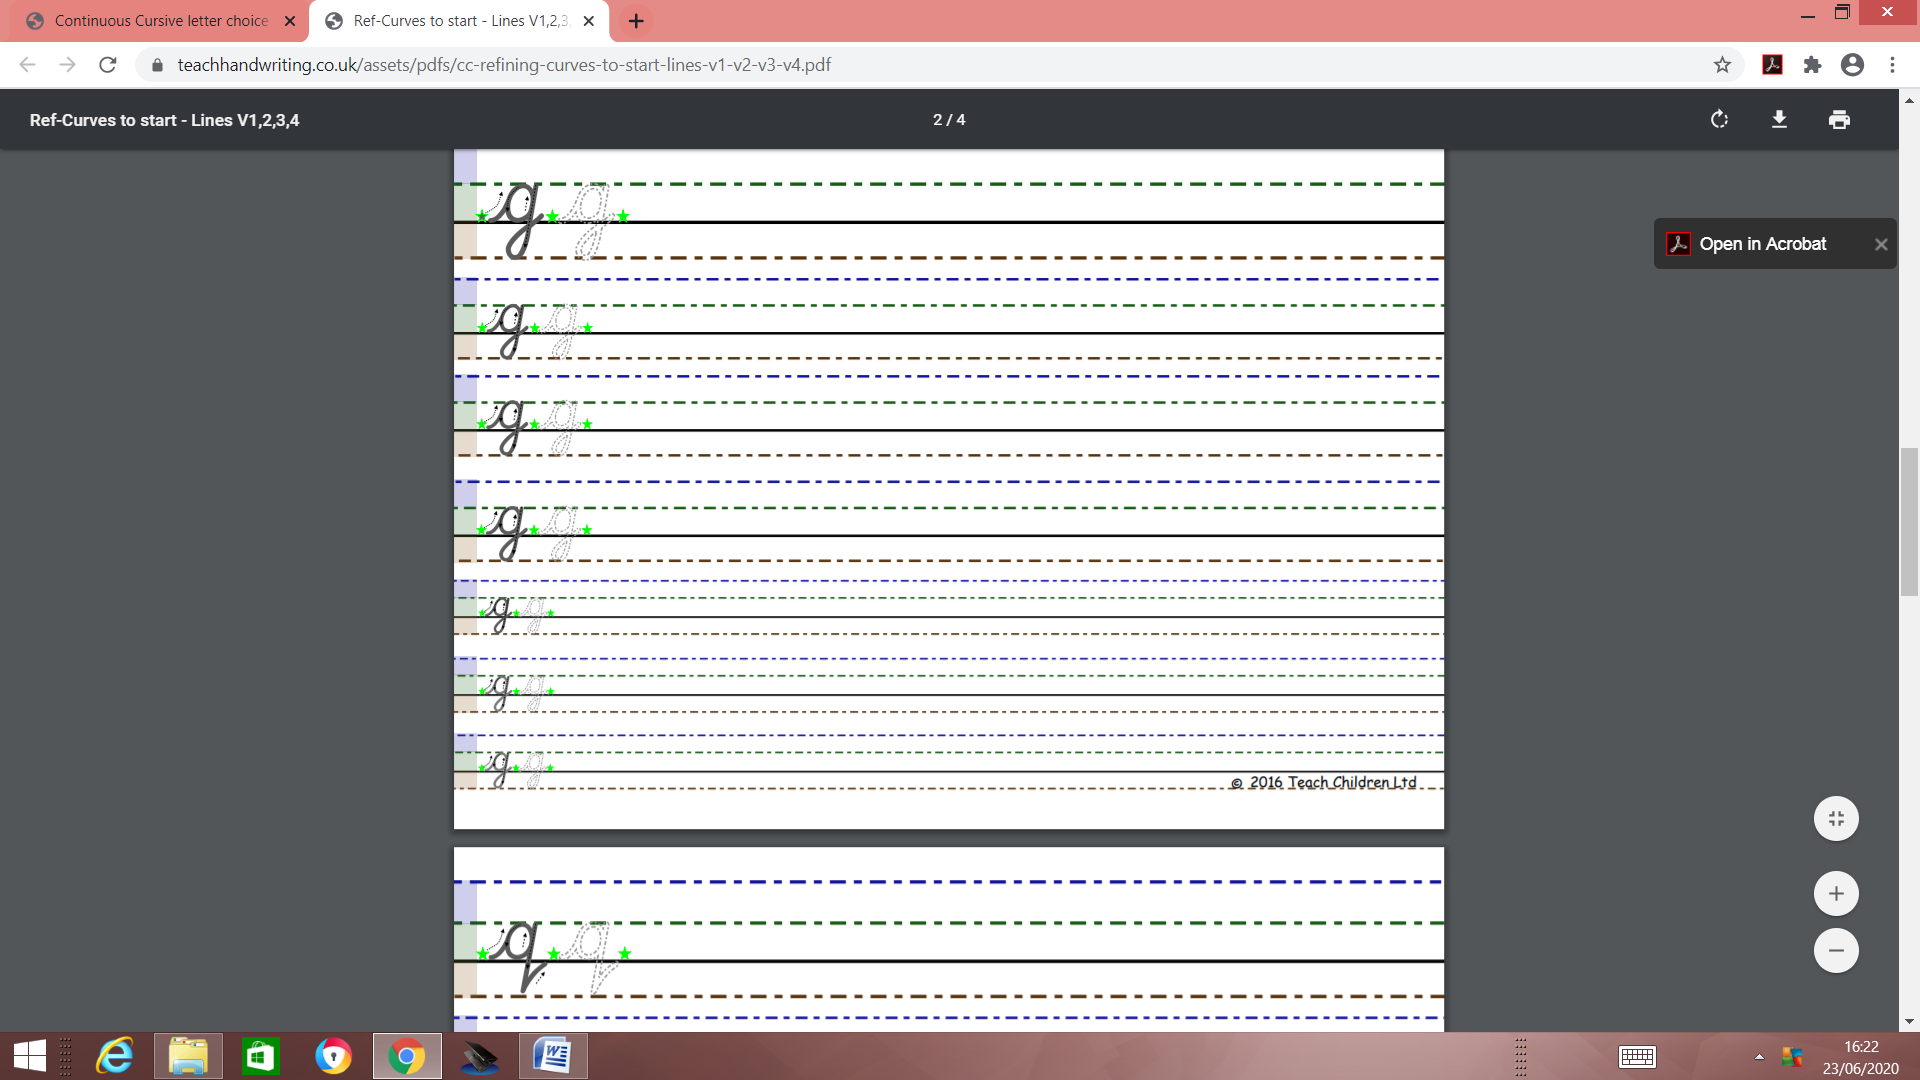 Continuous Cursive letter choice
Ref-Curves to start - Lines V1,2,3,
teachhandwriting.co.uk/assets/pdfs/cc-refining-curves-to-start-lines-v1-v2-v3-v4.pdf
Ref-Curves to start - Lines V1,2,3,4
2 / 4
Open in Acrobat
g g
g g
g g
g g
g g
g g
g g
© 2016 Teach Children Ltd
q q
16:22
23/06/2020